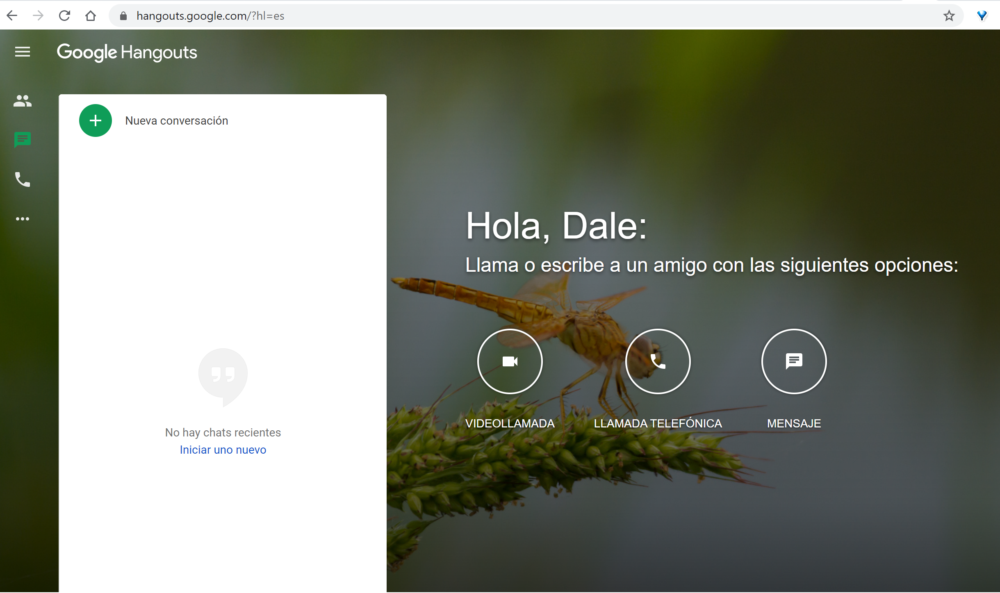 hangouts.google.com/?hl=es
Google Hangouts
Nueva conversación
No hay chats recientes
Iniciar uno nuevo
Hola, Dale:
Llama o escribe a un amigo con las siguientes opciones:
VIDEOLLAMADA
LLAMADA TELEFÓNICA
MENSAJE